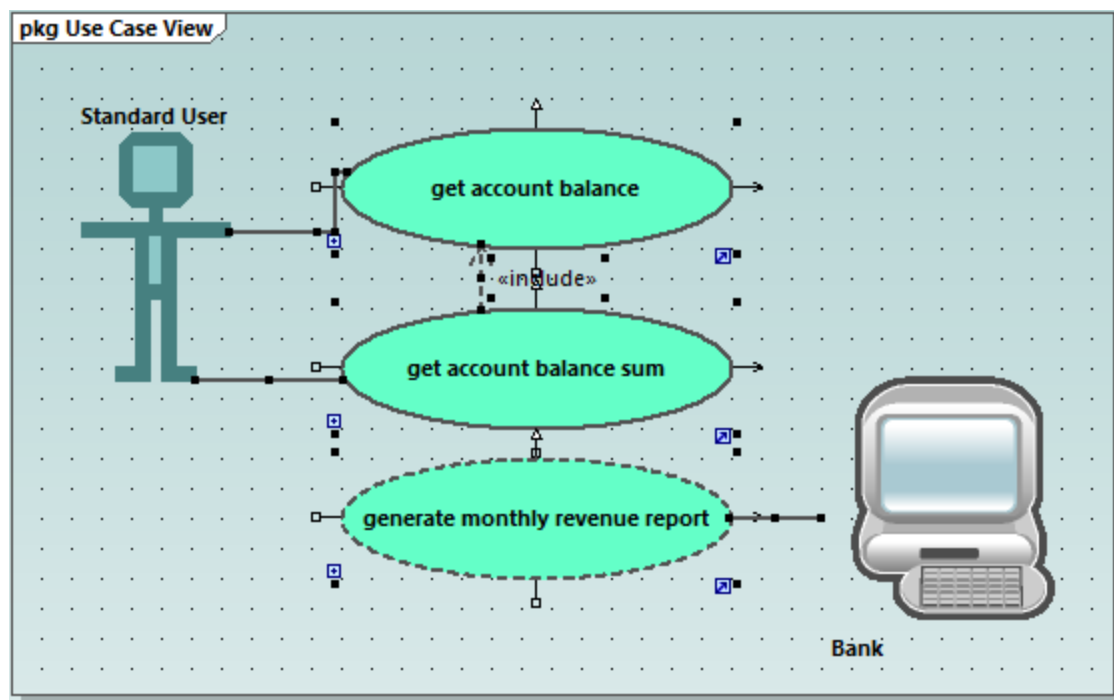 pkg Use Case View
Standard User
get account balance
«include»
get account balance sum
generate monthly revenue report
Bank